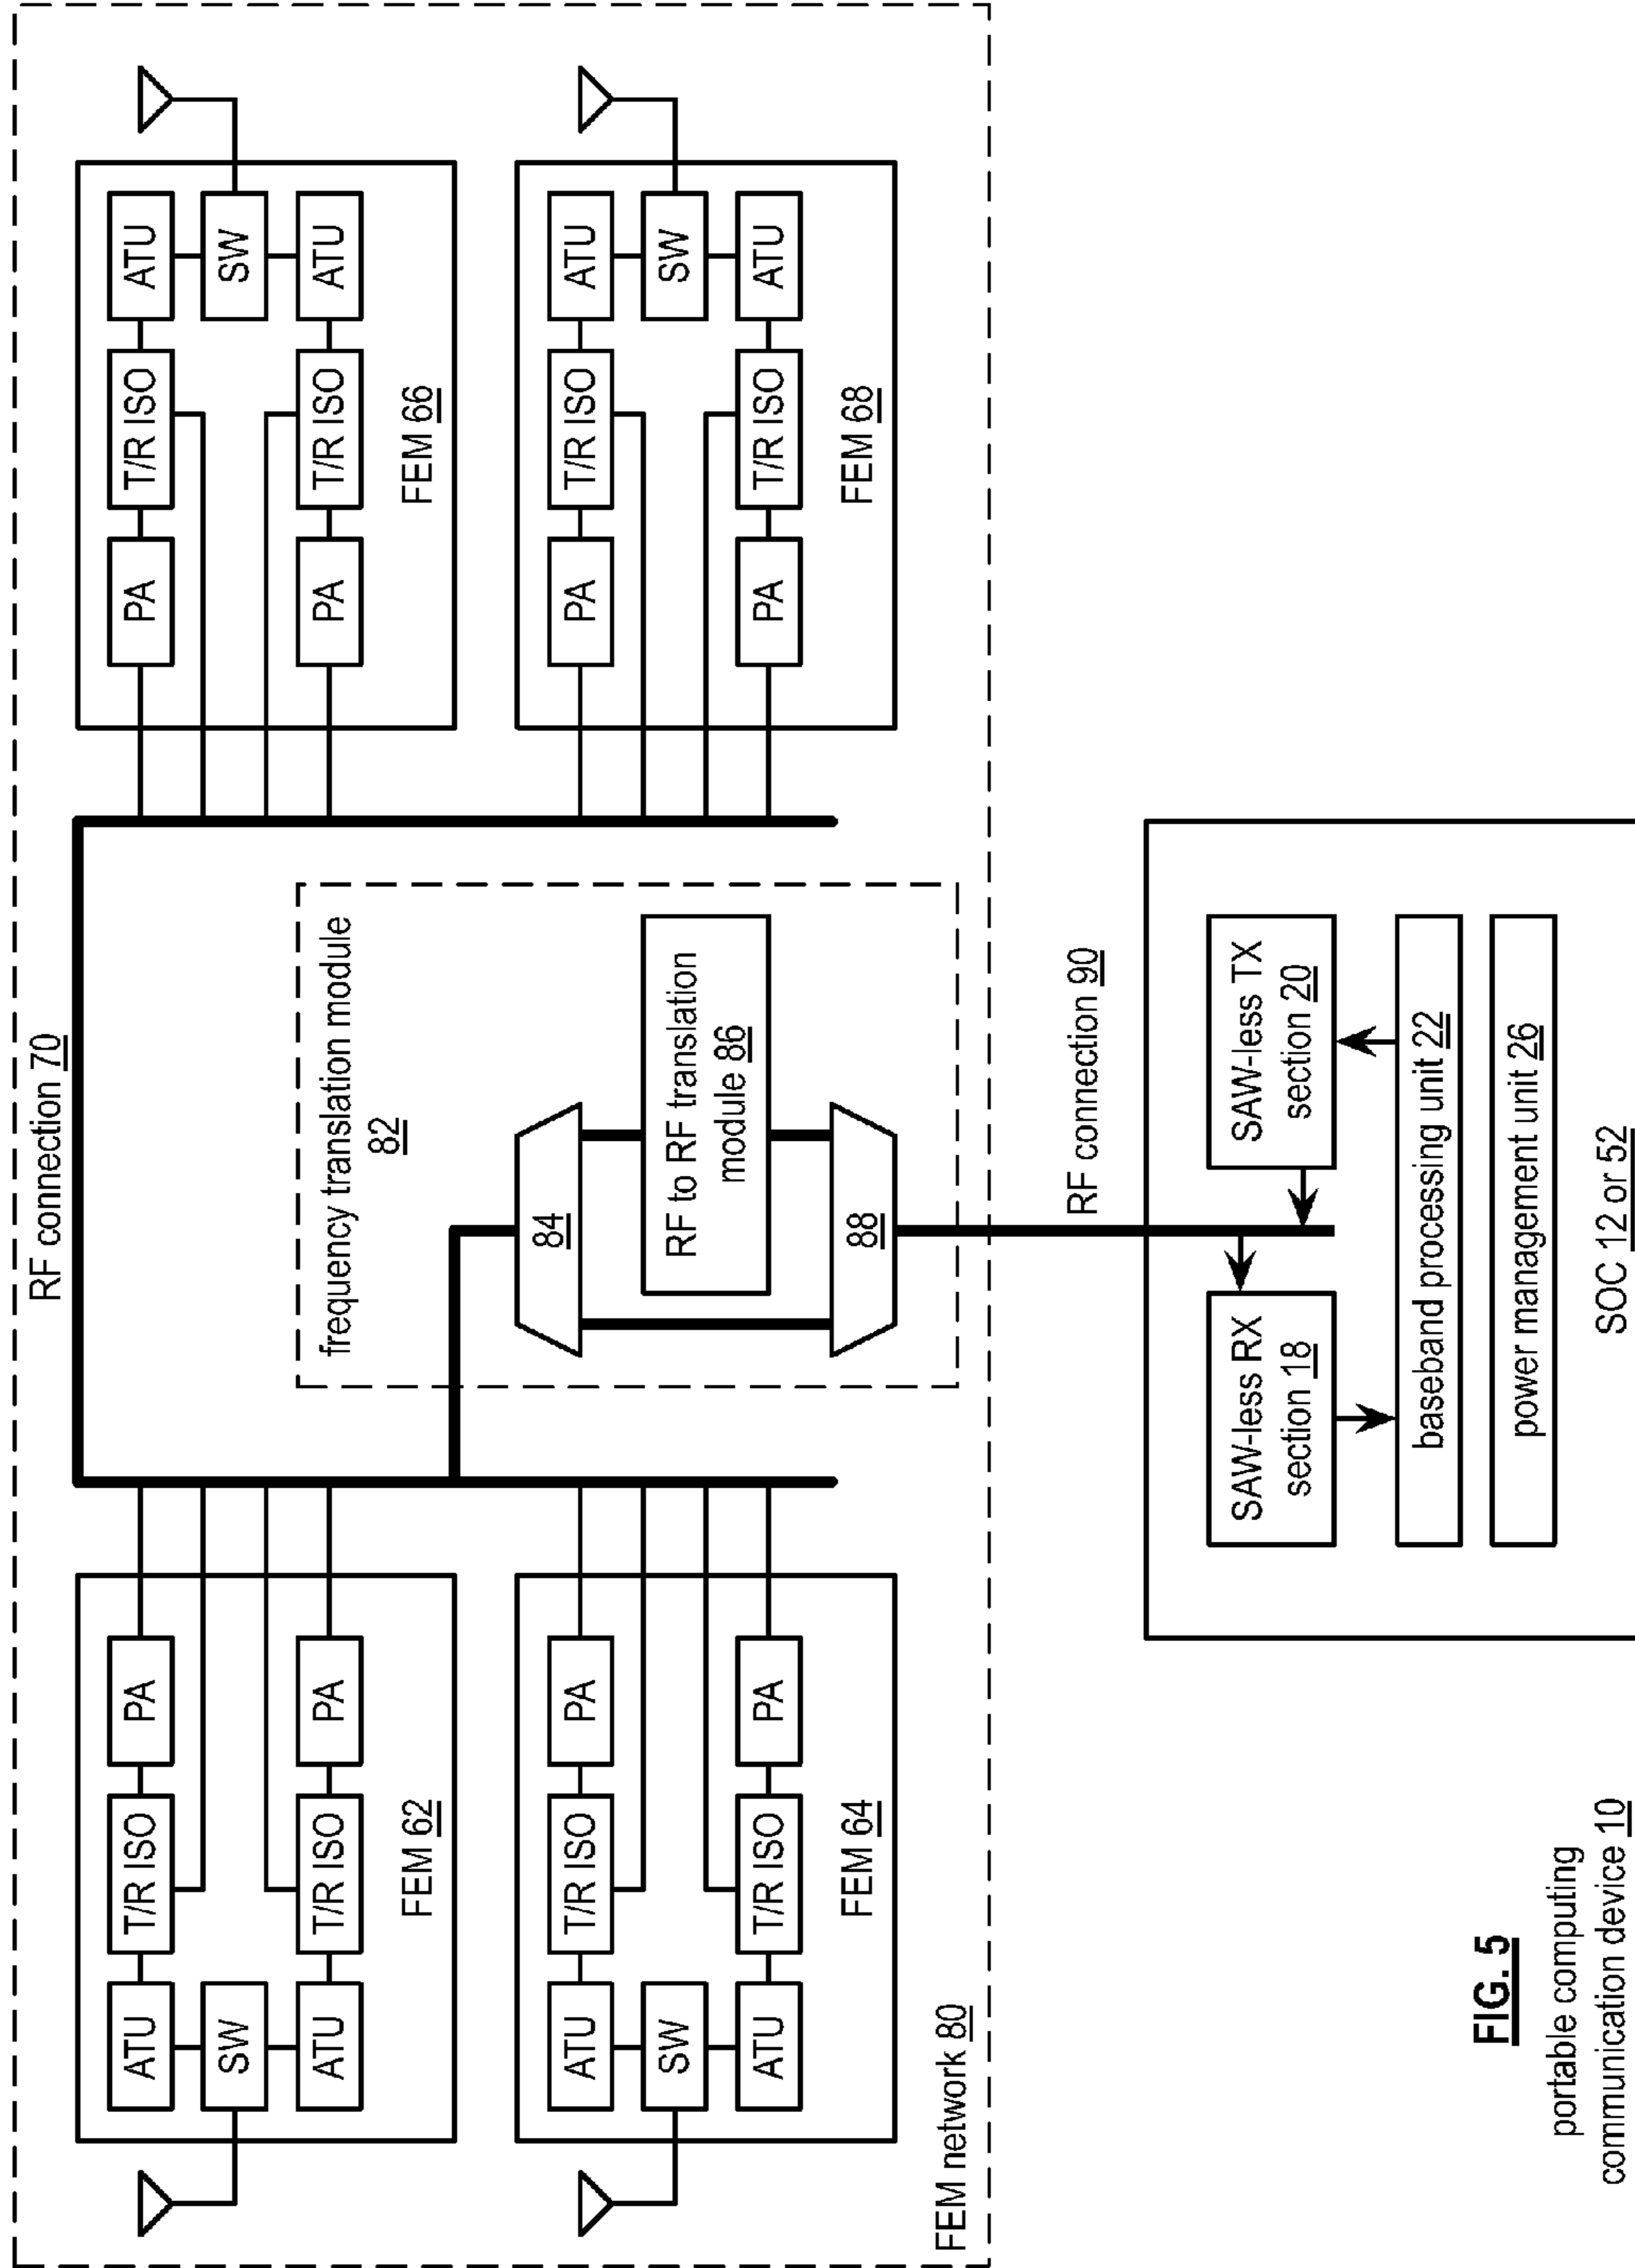 RF connection 70
ATU
T/R ISO
PA
SW
ATU
T/R ISO
PA
FEM 62
PA
T/R ISO
ATU
SW
PA
T/R ISO
ATU
FEM 66
frequency translation module
82
84
RF to RF translation
module 86
88
ATU
T/R ISO
PA
SW
ATU
T/R ISO
PA
FEM 64
PA
T/R ISO
ATU
SW
PA
T/R ISO
ATU
FEM 68
FEM network 80
RF connection 90
SAW-less RX
section 18
SAW-less TX
section 20
baseband processing unit 22
power management unit 26
SOC 12 or 52
FIG. 5
portable computing
communication device 10